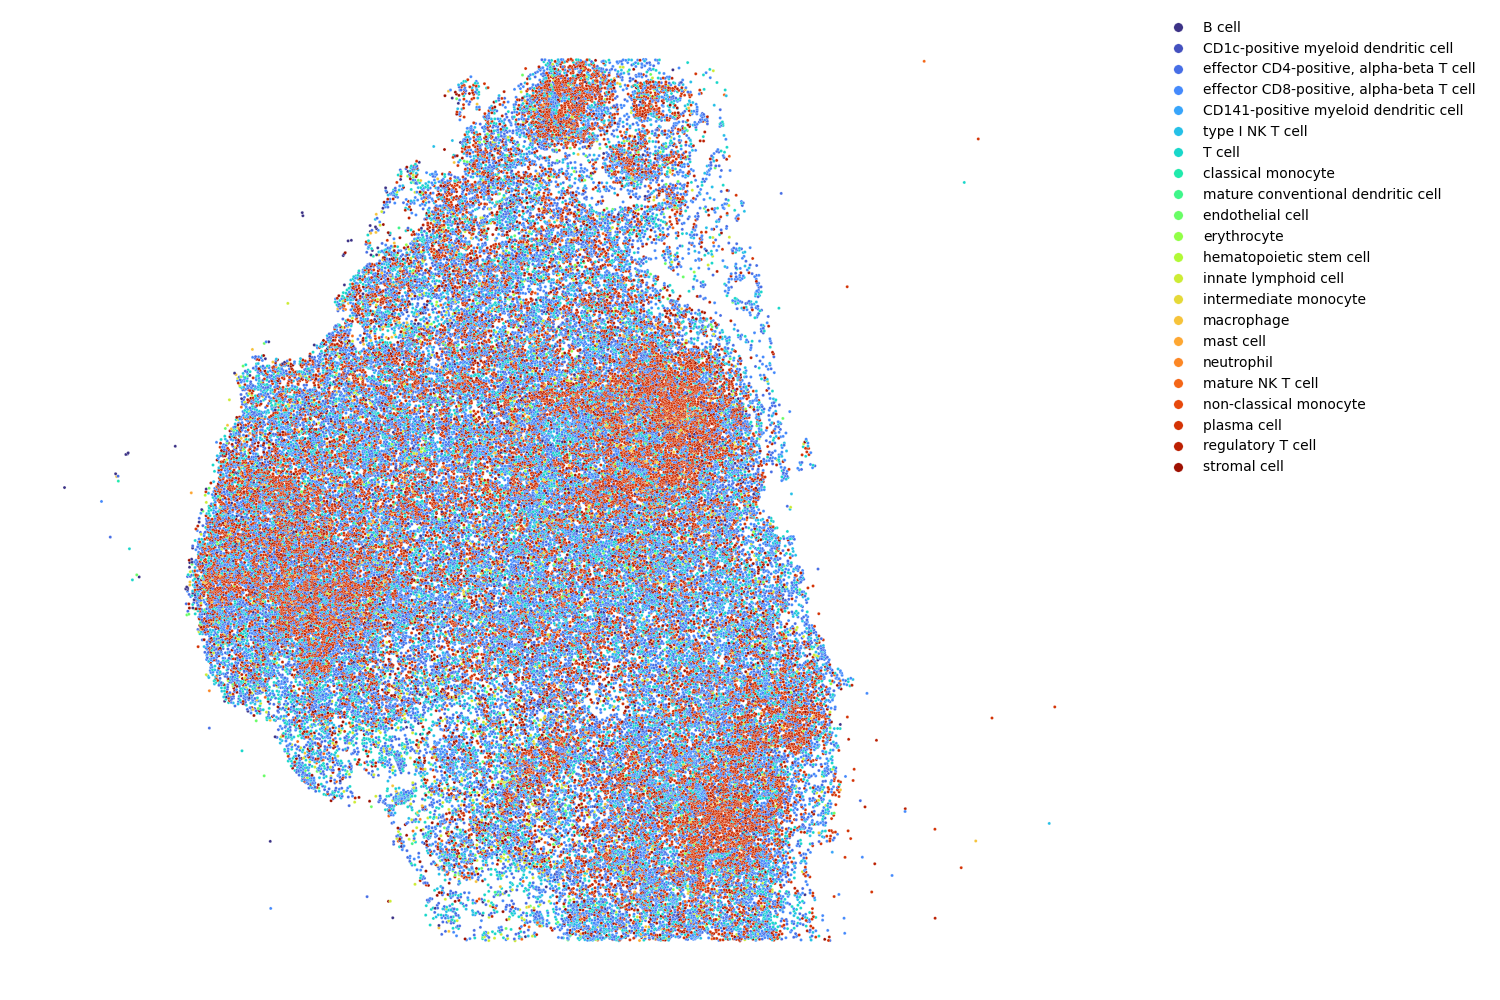 B cell
CD1c-positive myeloid dendritic cell
effector CD4-positive, alpha-beta T cell
effector CD8-positive, alpha-beta T cell
CD141-positive myeloid dendritic cell
type I NK T cell
T cell
classical monocyte
mature conventional dendritic cell
endothelial cell
erythrocyte
hematopoietic stem cell
innate lymphoid cell
intermediate monocyte
macrophage
mast cell
neutrophil
mature NK T cell
non-classical monocyte
plasma cell
regulatory T cell
stromal cell